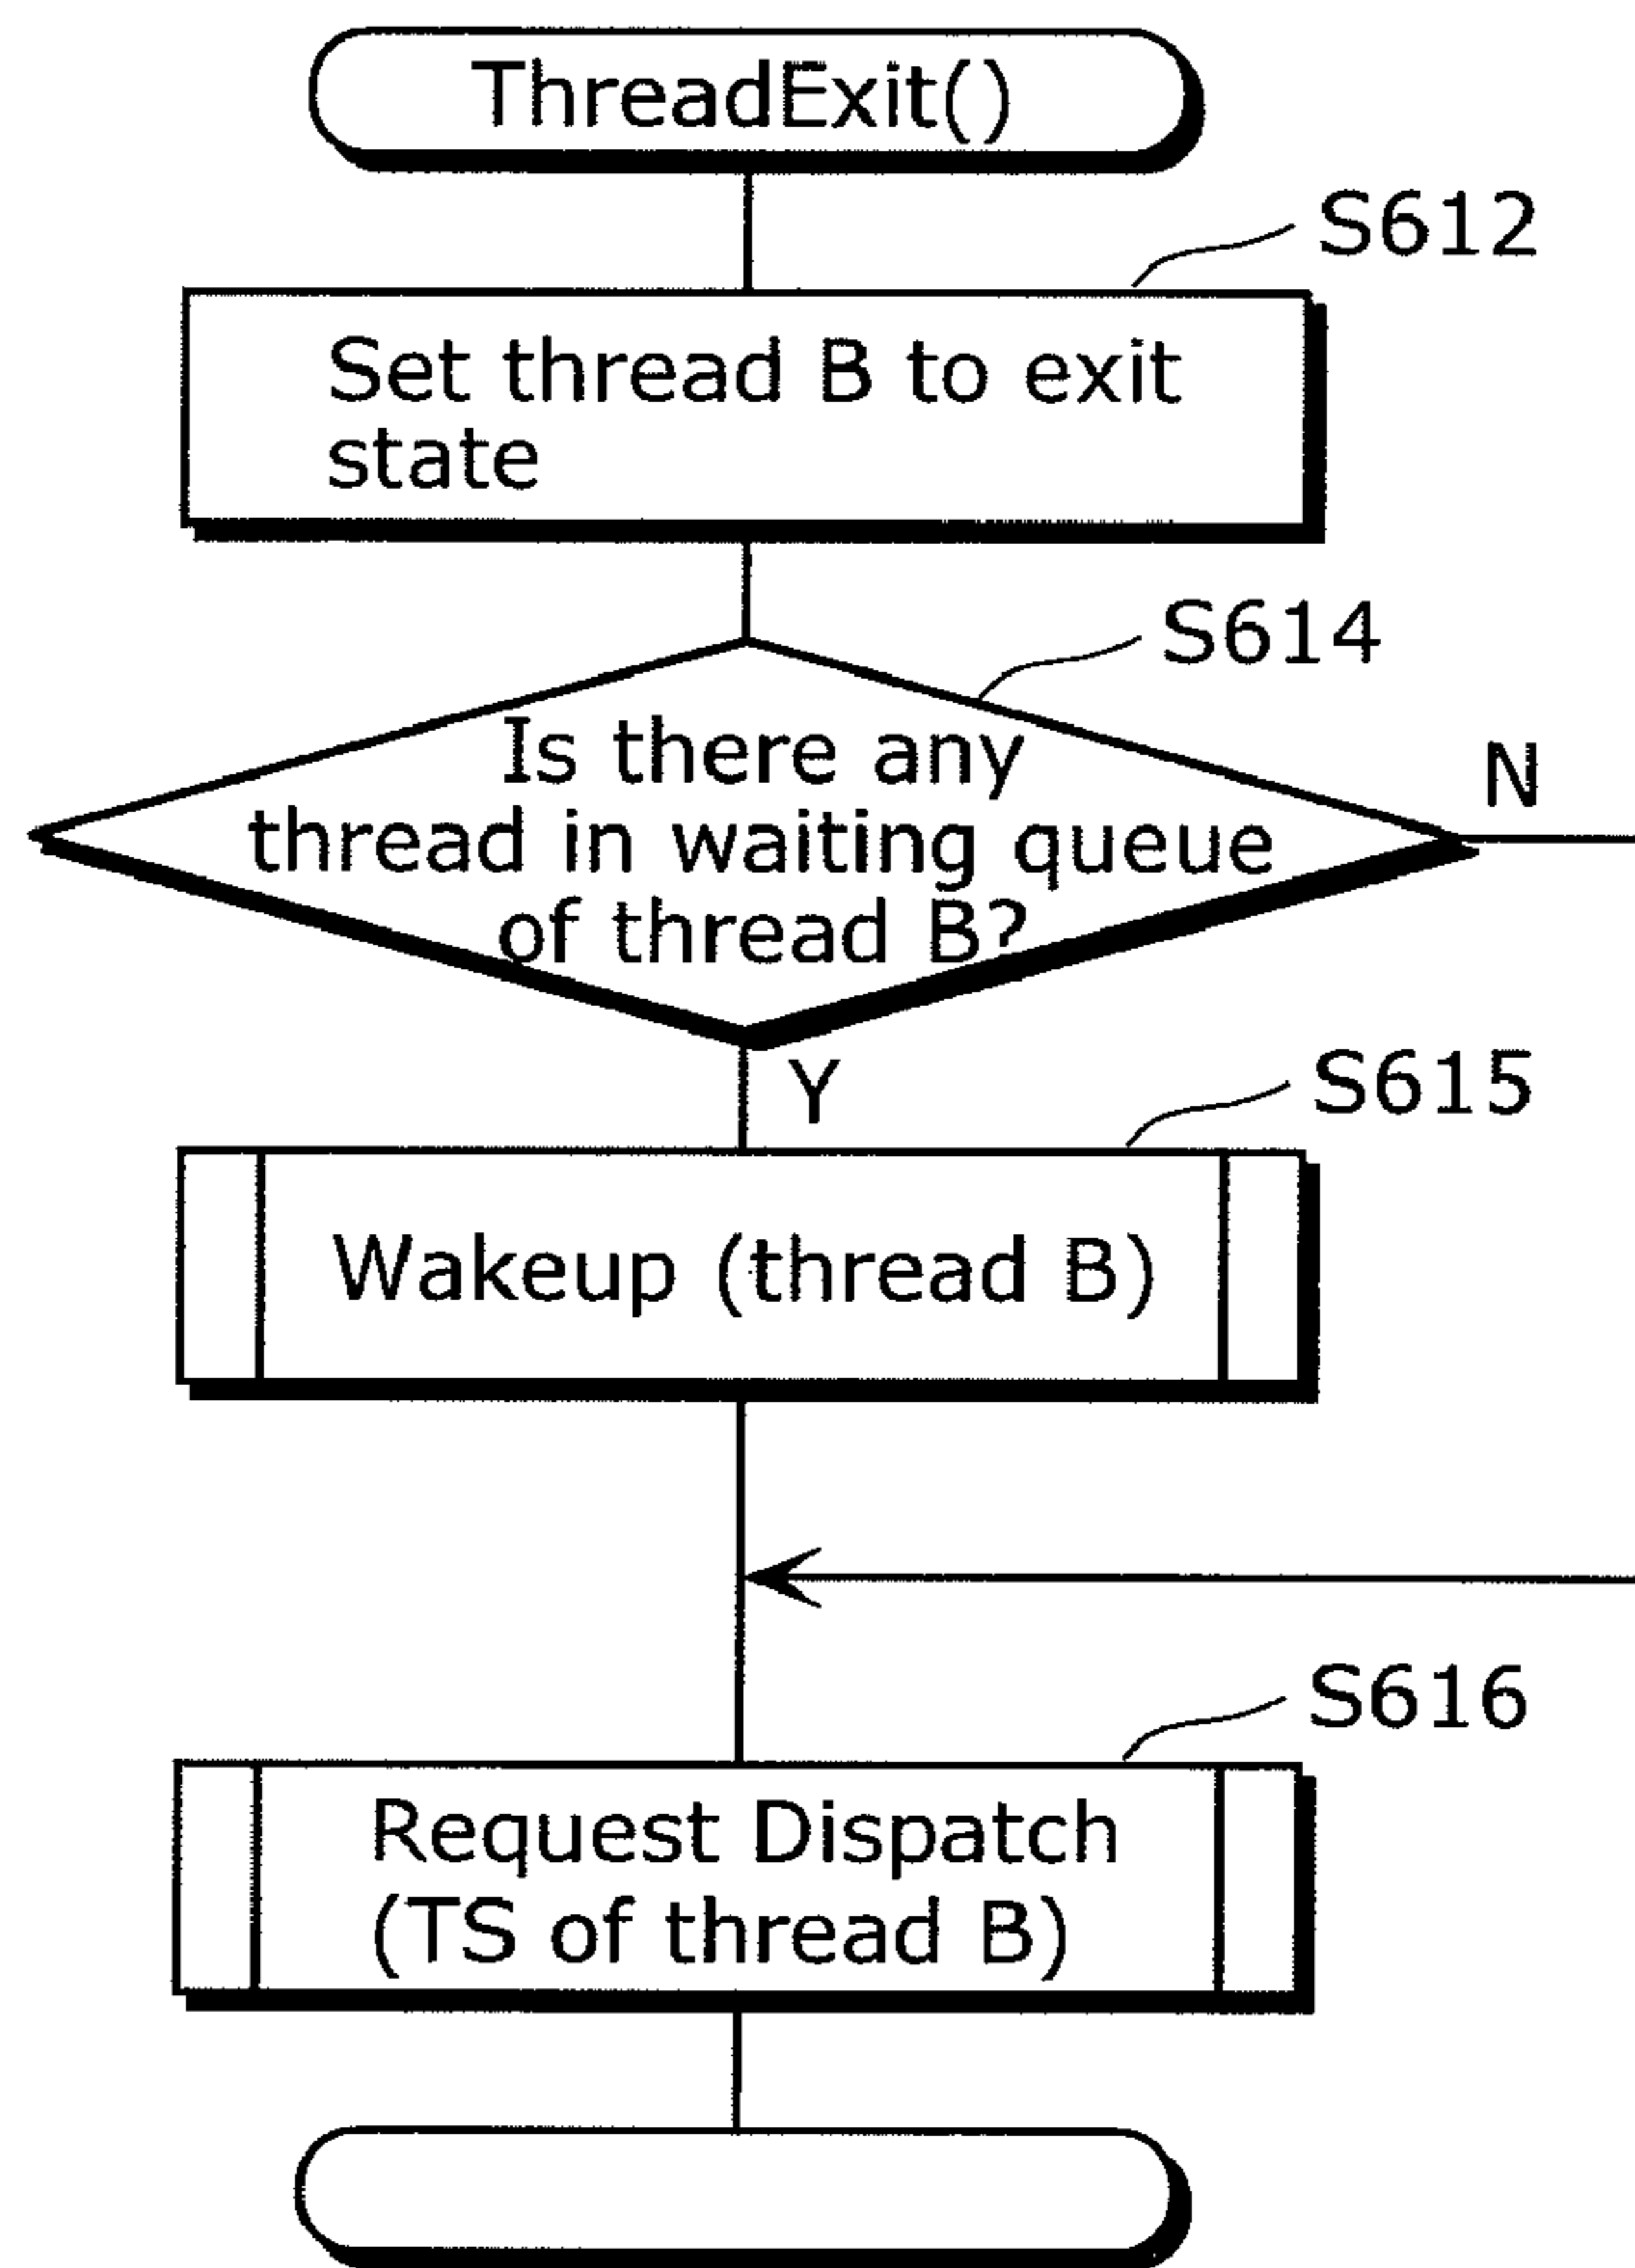 ThreadExit()
S612
Set thread B to exit
state
S614
Is there any
thread in waiting queue
of thread B?
N
Y
S615
Wakeup (thread B)
S616
Request Dispatch
(TS of thread B)